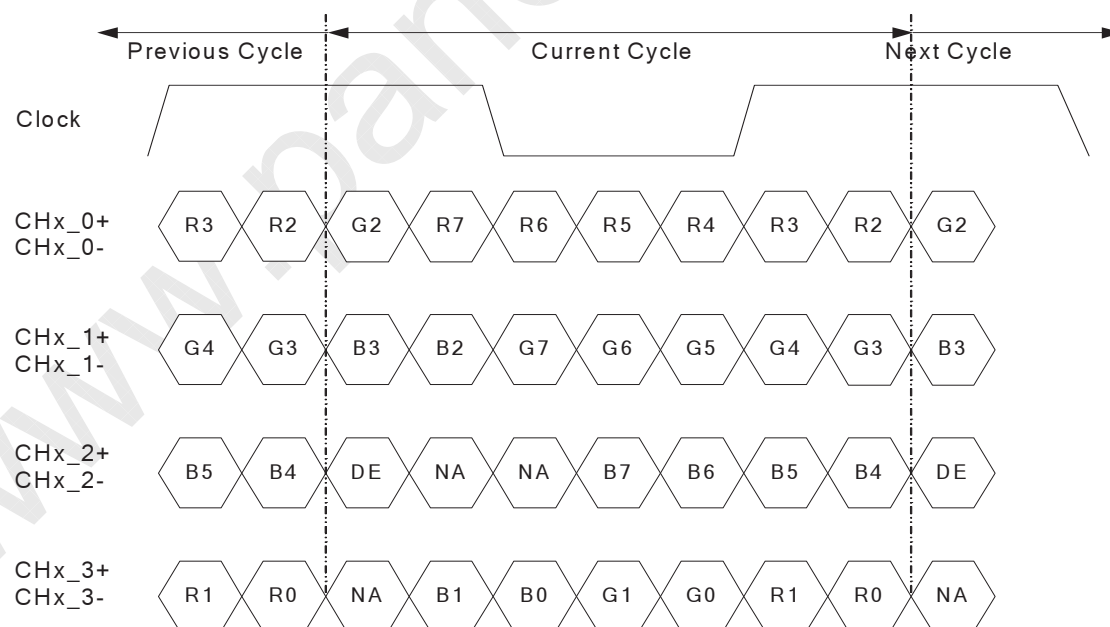 Previous Cycle Current Cycle Next Cycle
Clock
CHx_0+
CHx_0-
R3 R2 G2 R7 R6 R5 R4 R3 R2 G2
CHx_1+
CHx_1-
G4 G3 B3 B2 G7 G6 G5 G4 G3 B3
CHx_2+
CHx_2-
B5 B4 DE NA NA B7 B6 B5 B4 DE
CHx_3+
CHx_3-
R1 R0 NA B1 B0 G1 G0 R1 R0 NA
www.pan